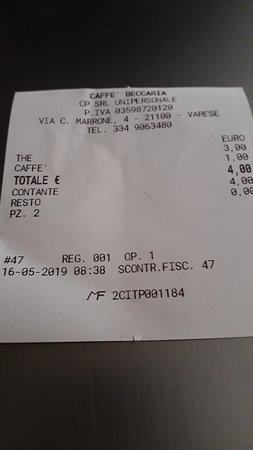 CAFFE' BECCARIA
CP SRL UNIPERSONALE
P.IVA 03598720120
VIA C. MARRONE, 4 - 21100 - VARESE
TEL. 334 9063480
EURO
THE 3,00
CAFFE' 1,00
TOTALE € 4,00
CONTANTE 4,00
RESTO 0,00
PZ. 2
#47 REG. 001 OP. 1
16-05-2019 08:38 SCONTR.FISC. 47
MF 2CITP001184